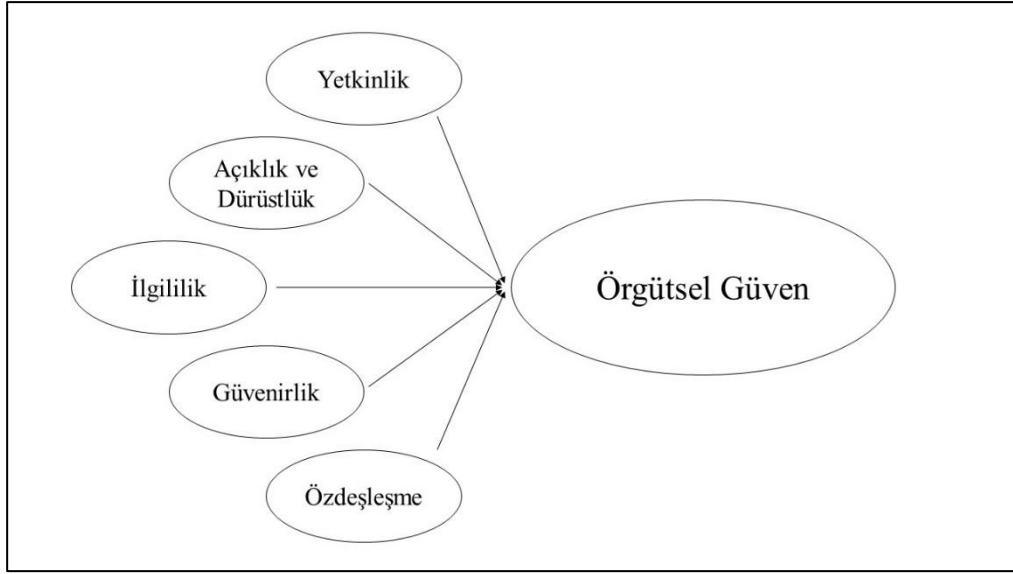 Yetkinlik
Açıklık ve
Dürüstlük
İlgililik
Güvenirlik
Özdeşleşme
Örgütsel Güven